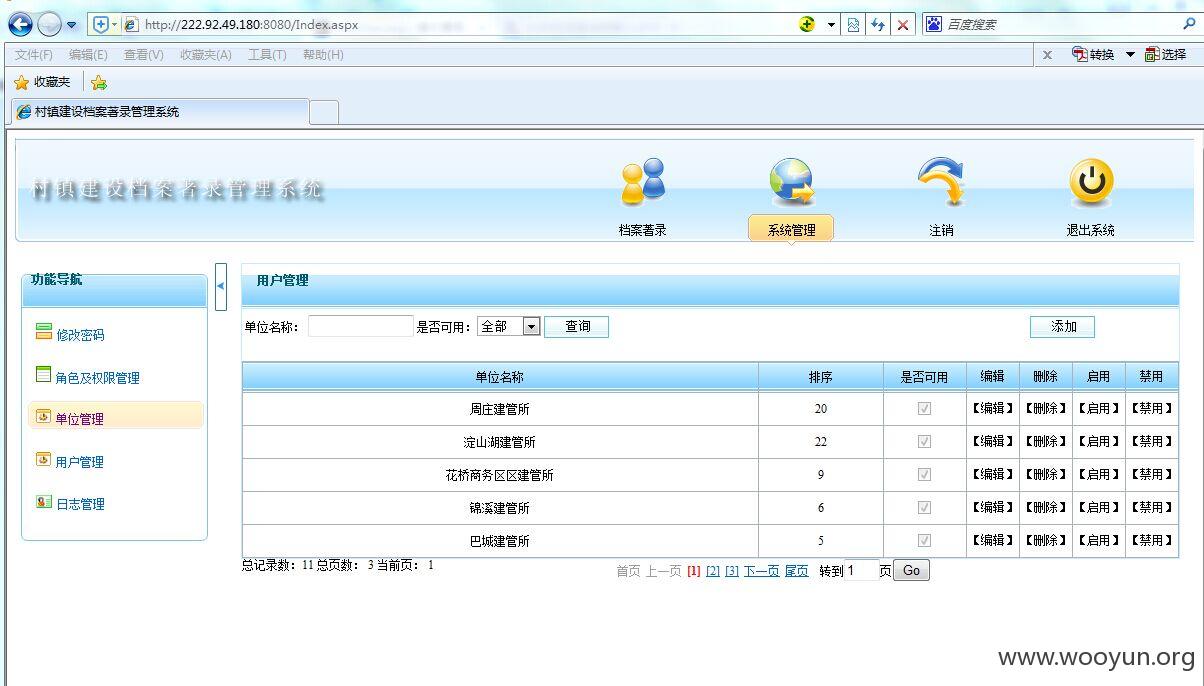 http://222.92.49.180:8080/Index.aspx 百度搜索
文件(F) 编辑(E) 查看(V) 收藏夹(A) 工具(T) 帮助(H) x 转换 选择
收藏夹
村镇建设档案著录管理系统
村镇建设档案著录管理系统
档案著录 系统管理 注销 退出系统
功能导航
修改密码
角色及权限管理
单位管理
用户管理
日志管理
用户管理
单位名称： 是否可用： 全部 查询 添加
单位名称 排序 是否可用 编辑 删除 启用 禁用
周庄建管所 20 【编辑】 【删除】 【启用】 【禁用】
淀山湖建管所 22 【编辑】 【删除】 【启用】 【禁用】
花桥商务区区建管所 9 【编辑】 【删除】 【启用】 【禁用】
锦溪建管所 6 【编辑】 【删除】 【启用】 【禁用】
巴城建管所 5 【编辑】 【删除】 【启用】 【禁用】
总记录数： 11 总页数： 3 当前页： 1 首页 上一页 [1] [2] [3] 下一页 尾页 转到 1 页 Go
www.wooyun.org